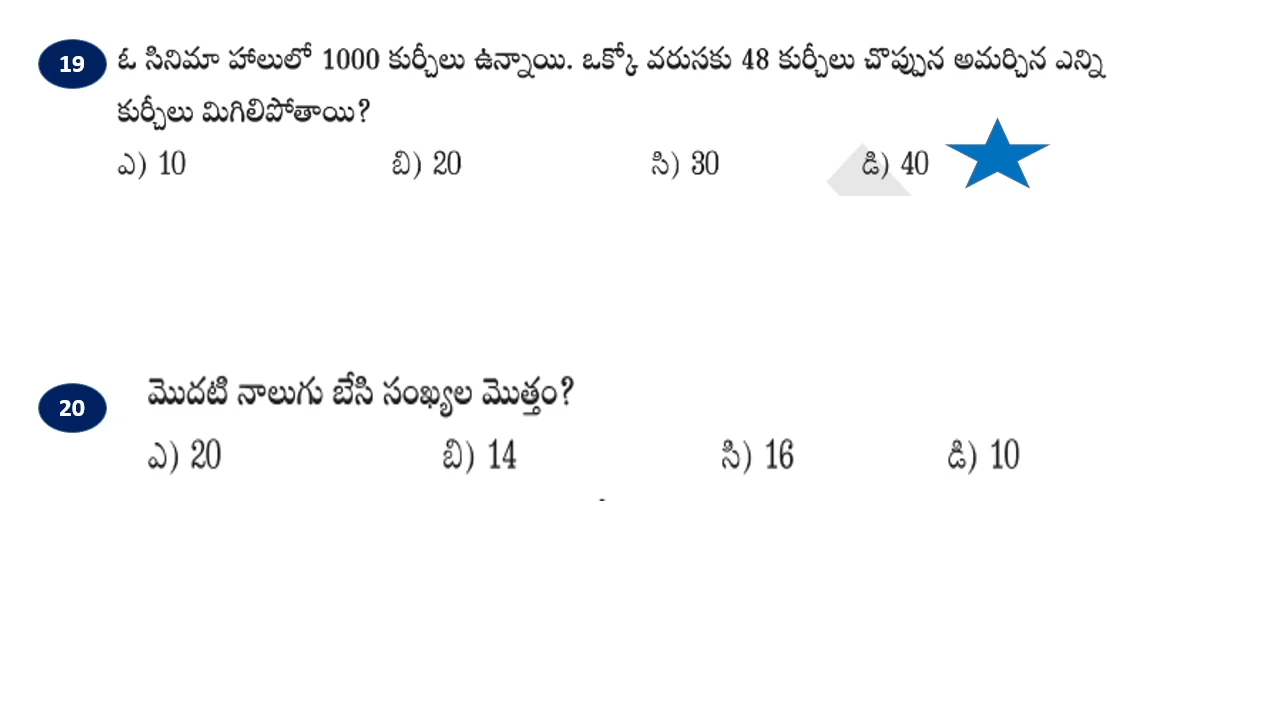 19 ఓ సినిమా హాలులో 1000 కుర్చీలు ఉన్నాయి. ఒక్కో వరుసకు 48 కుర్చీలు చొప్పున అమర్చిన ఎన్ని
కుర్చీలు మిగిలిపోతాయి?
ఎ) 10 బి) 20 సి) 30 డి) 40
20 మొదటి నాలుగు బేసి సంఖ్యల మొత్తం?
ఎ) 20 బి) 14 సి) 16 డి) 10